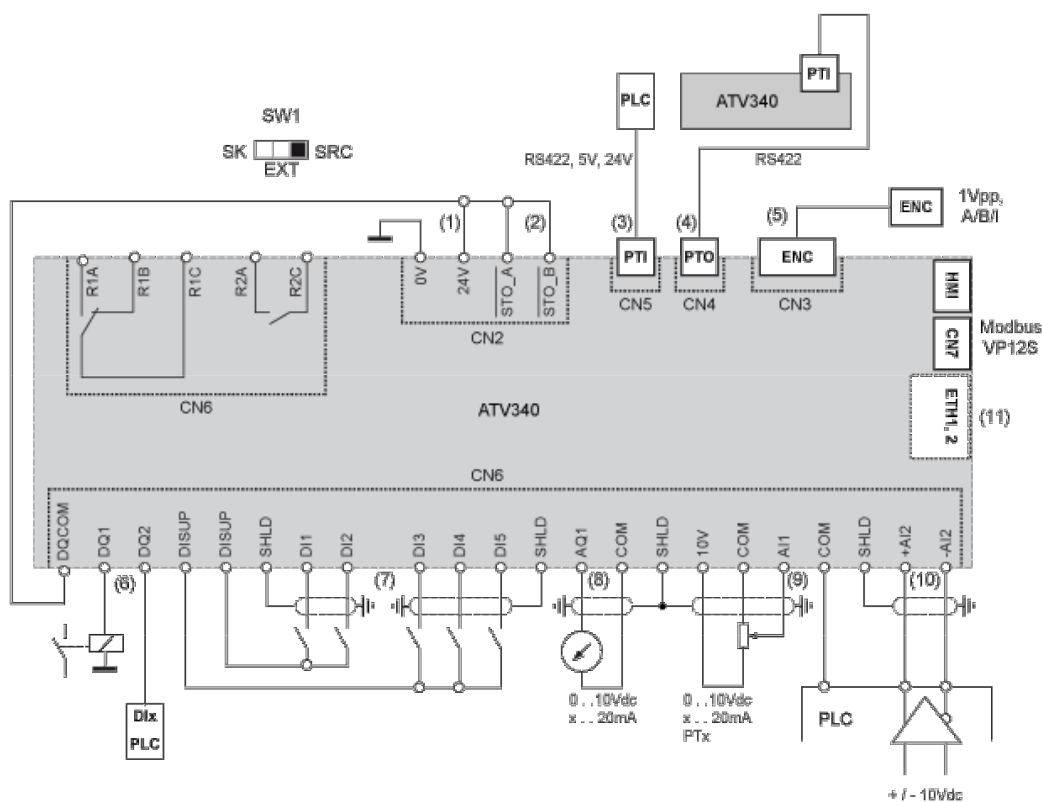 PTI
PLC
ATV340
SW1
SK
SRC
EXT
RS422, 5V, 24V
RS422
ENC
1Vpp,
A/B/I
(1)
(2)
(3)
(4)
(5)
R1A
R1B
R1C
R2A
R2C
0V
24V
STO_A
STO_B
PTI
PTO
ENC
HMI
CN5
CN4
CN3
CN2
CN7
Modbus
VP12S
CN6
ATV340
ETH1, 2
(11)
CN6
DQCOM
DQ1
DQ2
DISUP
DISUP
SHLD
DI1
DI2
DI3
DI4
DI5
SHLD
AQ1
COM
SHLD
10V
COM
AI1
COM
SHLD
+AI2
-AI2
(6)
(7)
(8)
(9)
(10)
0 . . 10Vdc
x . . 20mA
0 . . 10Vdc
x . . 20mA
PTx
DIx
PLC
PLC
+ / - 10Vdc